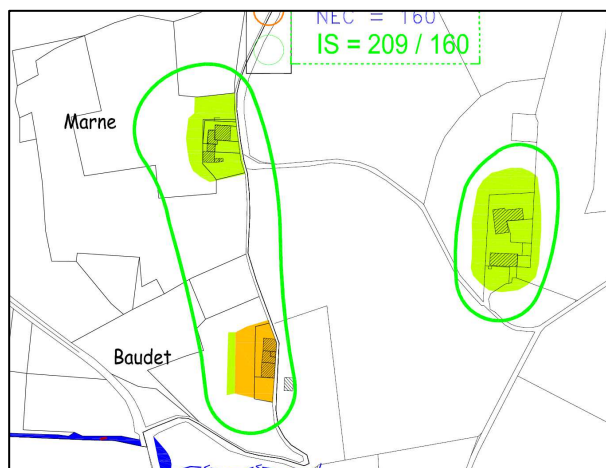 NEC = 160
IS = 209 / 160
Marne
Baudet